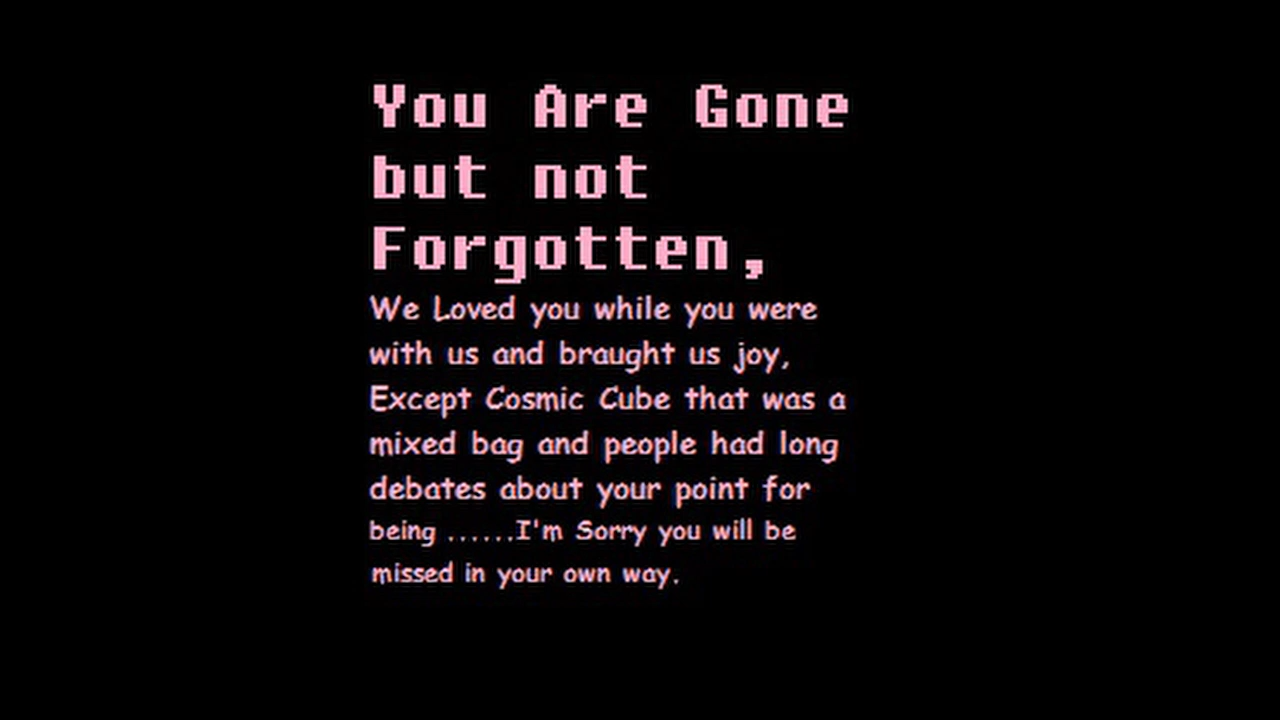 You Are Gone
but not
Forgotten,
We Loved you while you were
with us and braught us joy,
Except Cosmic Cube that was a
mixed bag and people had long
debates about your point for
being ......I'm Sorry you will be
missed in your own way.